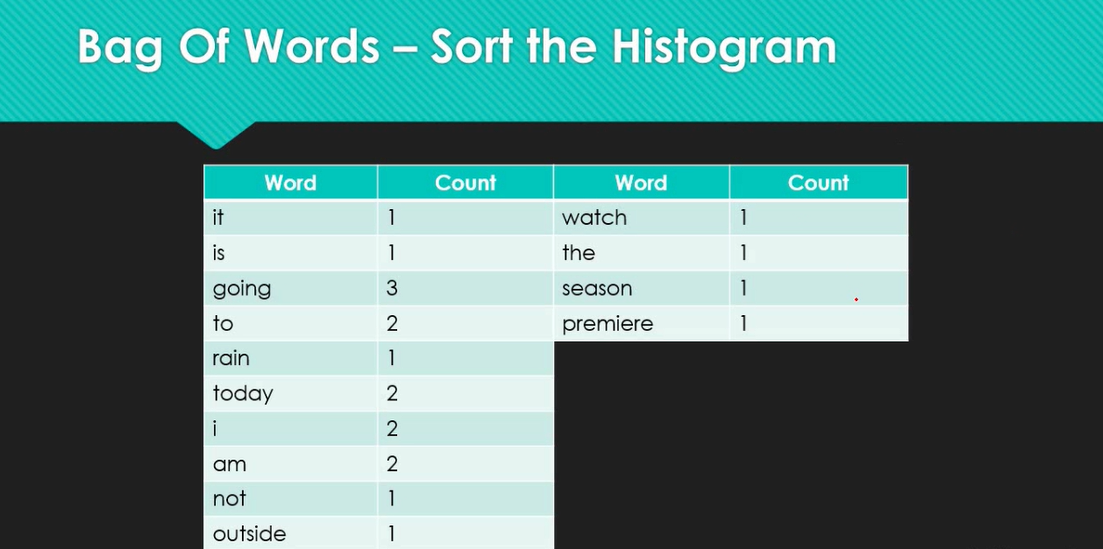 Bag Of Words – Sort the Histogram
Word Count Word Count
it 1 watch 1
is 1 the 1
going 3 season 1
to 2 premiere 1
rain 1
today 2
i 2
am 2
not 1
outside 1